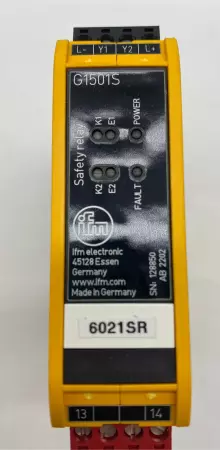 L- Y1 Y2 L+
G1501S
K1 E1 POWER
Safety relay
K2 E2 FAULT
ifm
ifm electronic
45128 Essen
Germany
www.ifm.com
Made in Germany
SN: 128850
AB 2202
6021SR
13 14